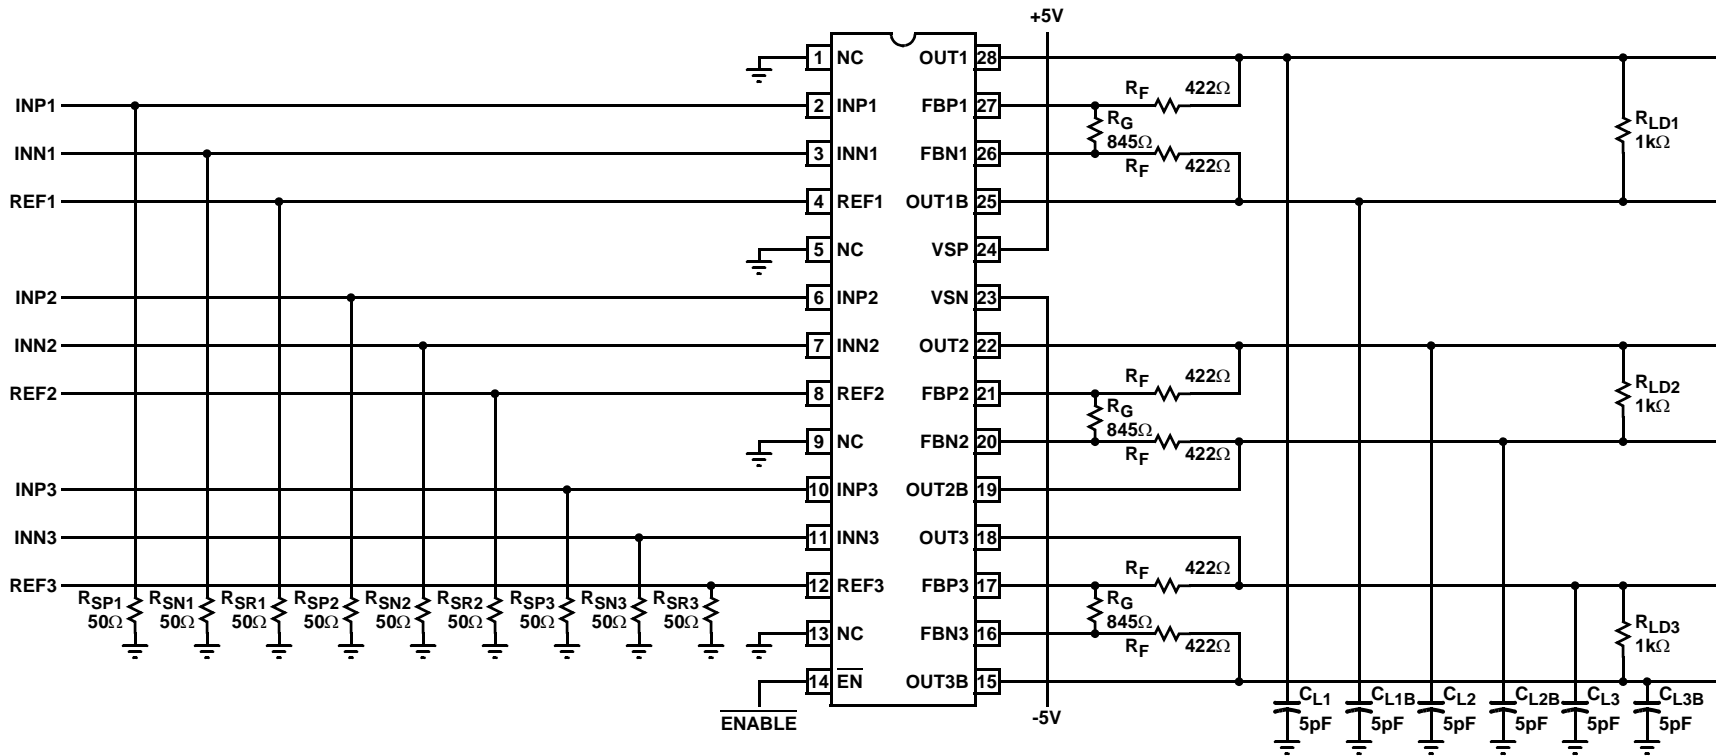 +5V
1 NC OUT1 28
RF 422Ω
INP1 2 INP1 FBP1 27
RG 845Ω
RLD1 1kΩ
INN1 3 INN1 FBN1 26
RF 422Ω
REF1 4 REF1 OUT1B 25
5 NC VSP 24
INP2 6 INP2 VSN 23
INN2 7 INN2 OUT2 22
RF 422Ω
REF2 8 REF2 FBP2 21
RG 845Ω
RLD2 1kΩ
9 NC FBN2 20
RF 422Ω
INP3 10 INP3 OUT2B 19
INN3 11 INN3 OUT3 18
RF 422Ω
REF3 12 REF3 FBP3 17
RSP1 50Ω
RSN1 50Ω
RSR1 50Ω
RSP2 50Ω
RSN2 50Ω
RSR2 50Ω
RSP3 50Ω
RSN3 50Ω
RSR3 50Ω
RG 845Ω
RLD3 1kΩ
13 NC FBN3 16
RF 422Ω
14 EN OUT3B 15
ENABLE
-5V
CL1 5pF
CL1B 5pF
CL2 5pF
CL2B 5pF
CL3 5pF
CL3B 5pF